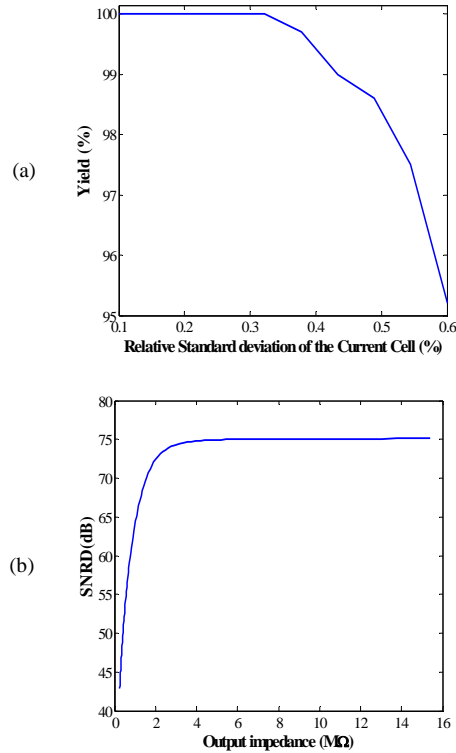 100
99
98
97
96
95
Yield (%)
(a)
0.1 0.2 0.3 0.4 0.5 0.6
Relative Standard deviation of the Current Cell (%)
80
75
70
65
60
55
50
45
40
SNRD(dB)
(b)
0 2 4 6 8 10 12 14 16
Output impedance (MΩ)